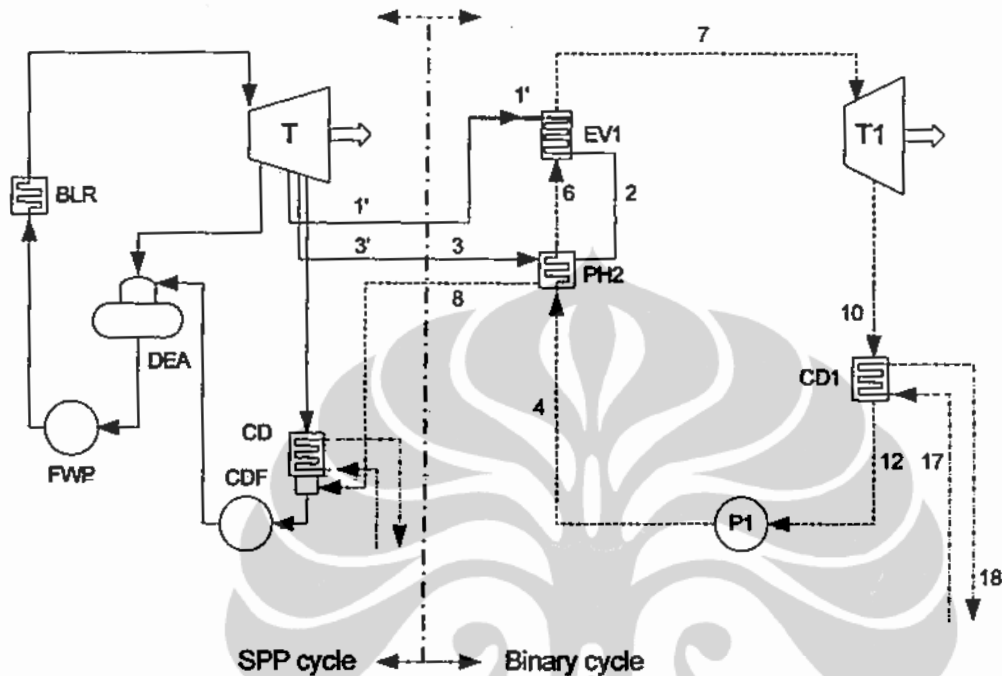 7
1'
T
EV1
T1
BLR
6
2
1'
3'
3
PH2
8
10
DEA
CD1
4
CD
12
17
FWP
CDF
P1
18
SPP cycle
Binary cycle